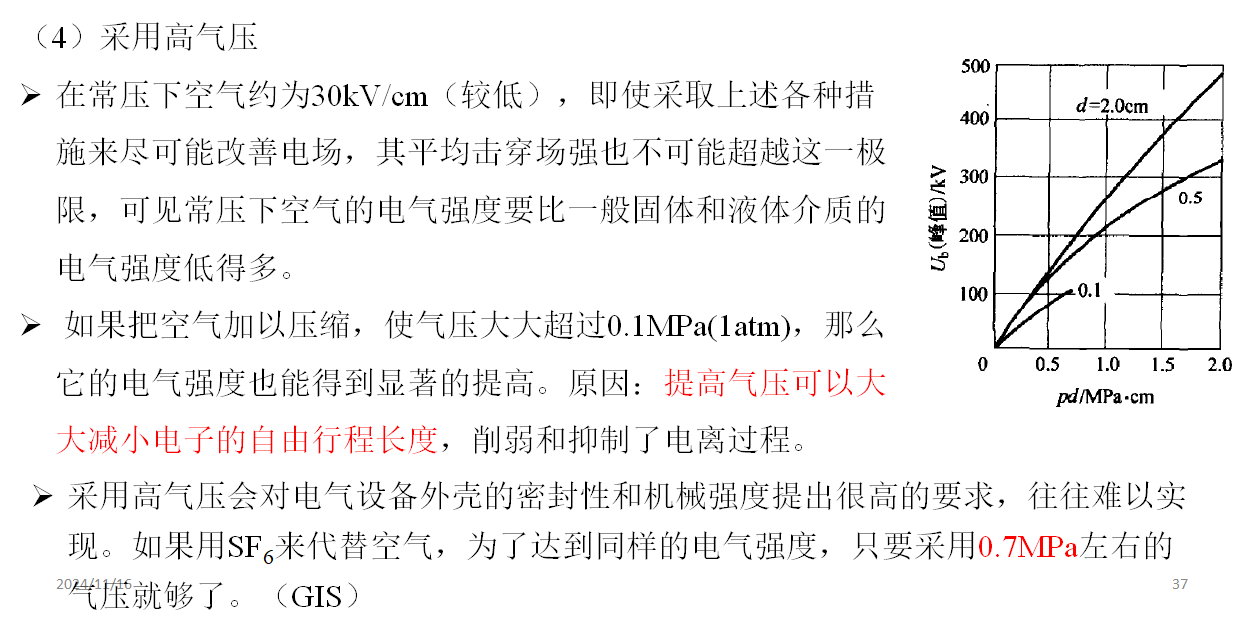 （4）采用高气压
➢ 在常压下空气约为30kV/cm（较低），即使采取上述各种措
施来尽可能改善电场，其平均击穿场强也不可能超越这一极
限，可见常压下空气的电气强度要比一般固体和液体介质的
电气强度低得多。
➢ 如果把空气加以压缩，使气压大大超过0.1MPa(1atm)，那么
它的电气强度也能得到显著的提高。原因：提高气压可以大
大减小电子的自由行程长度，削弱和抑制了电离过程。
➢ 采用高气压会对电气设备外壳的密封性和机械强度提出很高的要求，往往难以实
现。如果用SF₆来代替空气，为了达到同样的电气强度，只要采用0.7MPa左右的
气压就够了。（GIS）
2024/11/16
37
500
400
300
200
100
0
0.5
1.0
1.5
2.0
U_b(峰值)/kV
pd/MPa·cm
d=2.0cm
0.5
0.1